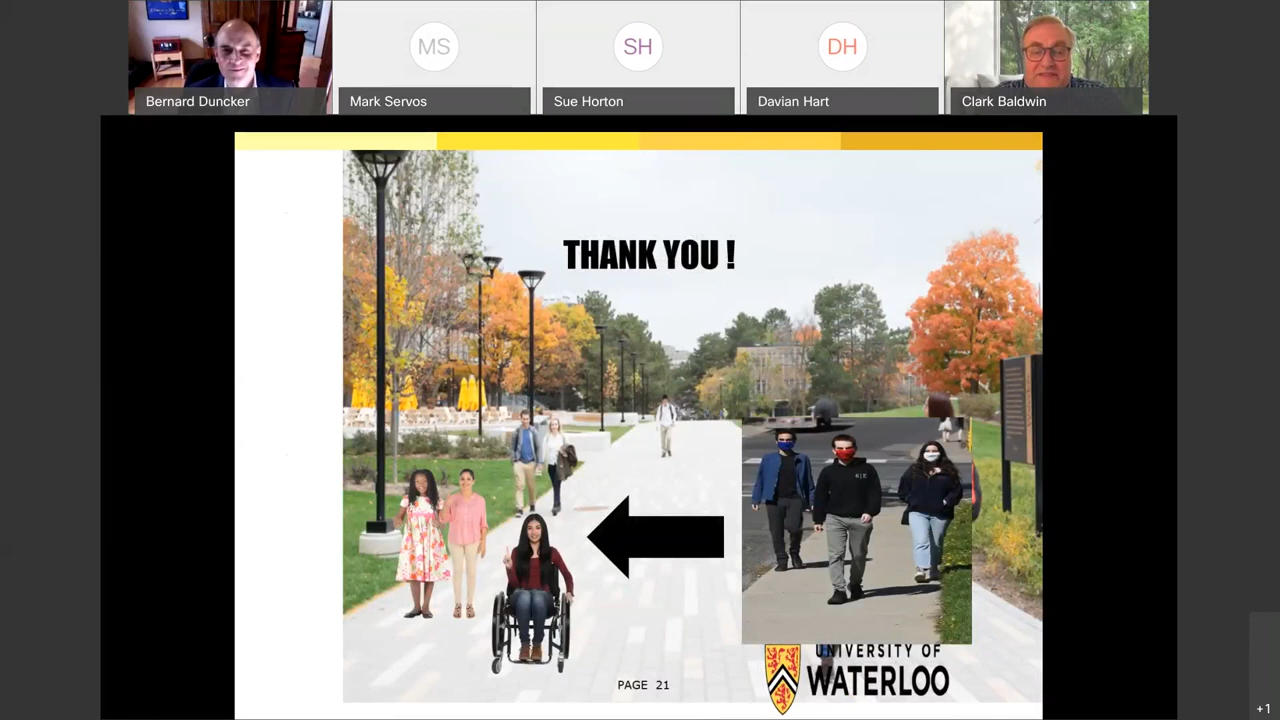 MS
SH
DH
Bernard Duncker
Mark Servos
Sue Horton
Davian Hart
Clark Baldwin
THANK YOU !
UNIVERSITY OF
WATERLOO
PAGE 21
+1